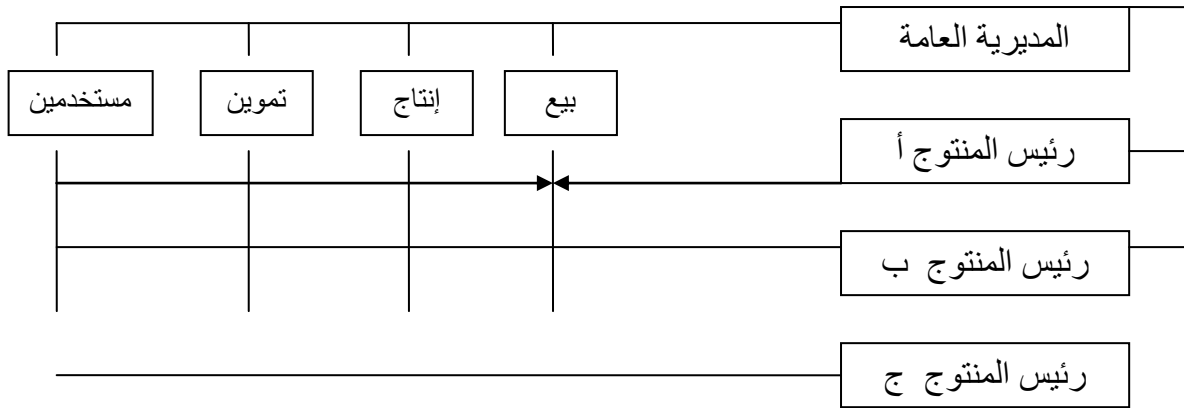 المديرية العامة
بيع
إنتاج
تموين
مستخدمين
رئيس المنتوج أ
رئيس المنتوج ب
رئيس المنتوج ج